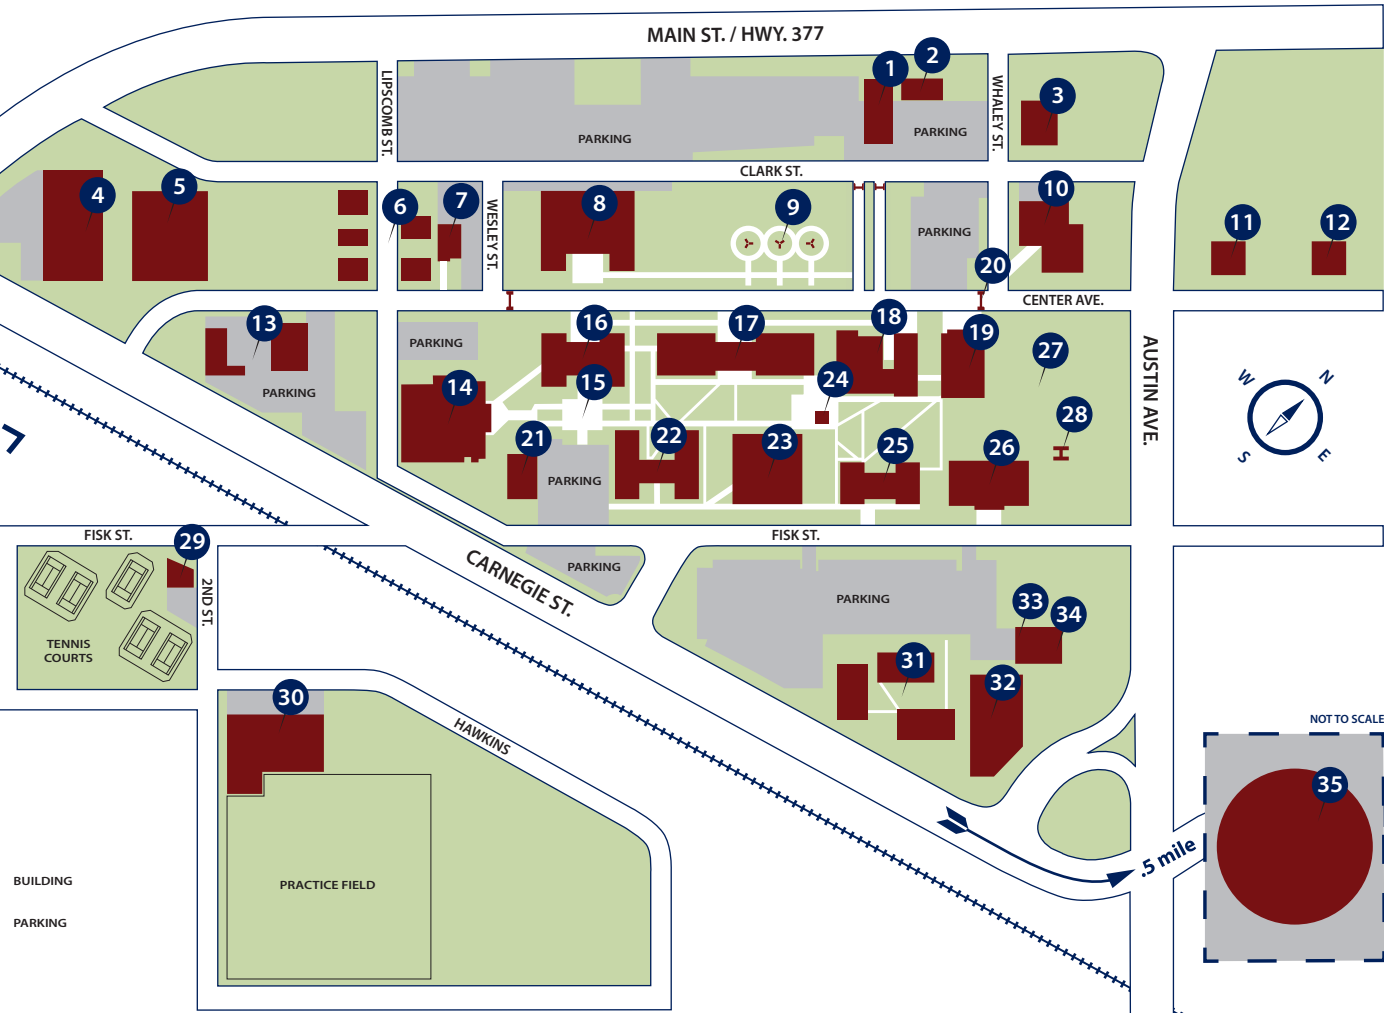 MAIN ST. / HWY. 377
1
2
3
LIPSCOMB ST.
WHALEY ST.
PARKING
PARKING
CLARK ST.
4
5
6
7
8
9
10
11
12
WESLEY ST.
PARKING
20
CENTER AVE.
13
16
17
18
19
27
PARKING
PARKING
14
15
24
28
AUSTIN AVE.
N
W
S
E
21
22
23
25
26
PARKING
FISK ST.
FISK ST.
29
2ND ST.
TENNIS
COURTS
CARNEGIE ST.
PARKING
PARKING
33
34
31
32
30
HAWKINS
NOT TO SCALE
35
.5 mile
BUILDING
PARKING
PRACTICE FIELD